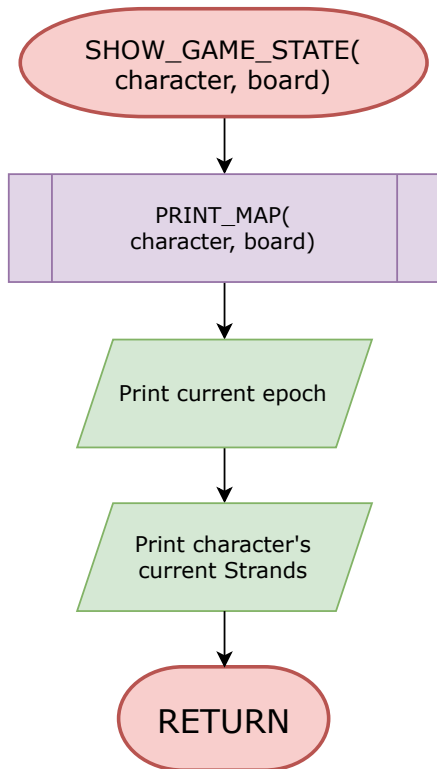 SHOW_GAME_STATE(
character, board)
PRINT_MAP(
character, board)
Print current epoch
Print character's
current Strands
RETURN